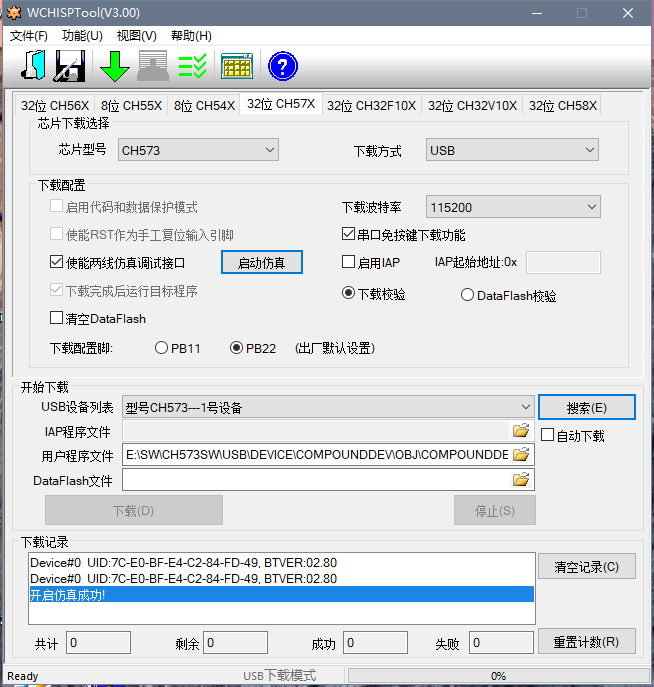 WCHISPTool(V3.00)
文件(F) 功能(U) 视图(V) 帮助(H)
32位 CH56X 8位 CH55X 8位 CH54X 32位 CH57X 32位 CH32F10X 32位 CH32V10X 32位 CH58X
芯片下载选择
芯片型号 CH573 下载方式 USB
下载配置
启用代码和数据保护模式 下载波特率 115200
使能RST作为手工复位输入引脚 串口免按键下载功能
使能两线仿真调试接口 启动仿真 启用IAP IAP起始地址:0x
下载完成后运行目标程序 下载校验 DataFlash校验
清空DataFlash
下载配置脚: PB11 PB22 (出厂默认设置)
开始下载
USB设备列表 型号CH573---1号设备 搜索(E)
IAP程序文件 自动下载
用户程序文件 E:\SW\CH573SW\USB\DEVICE\COMPOUNDDEV\OBJ\COMPOUNDDE
DataFlash文件
下载(D) 停止(S)
下载记录
Device#0 UID:7C-E0-BF-E4-C2-84-FD-49, BTVER:02.80 清空记录(C)
Device#0 UID:7C-E0-BF-E4-C2-84-FD-49, BTVER:02.80
开启仿真成功!
共计 0 剩余 0 成功 0 失败 0 重置计数(R)
Ready USB下载模式 0%